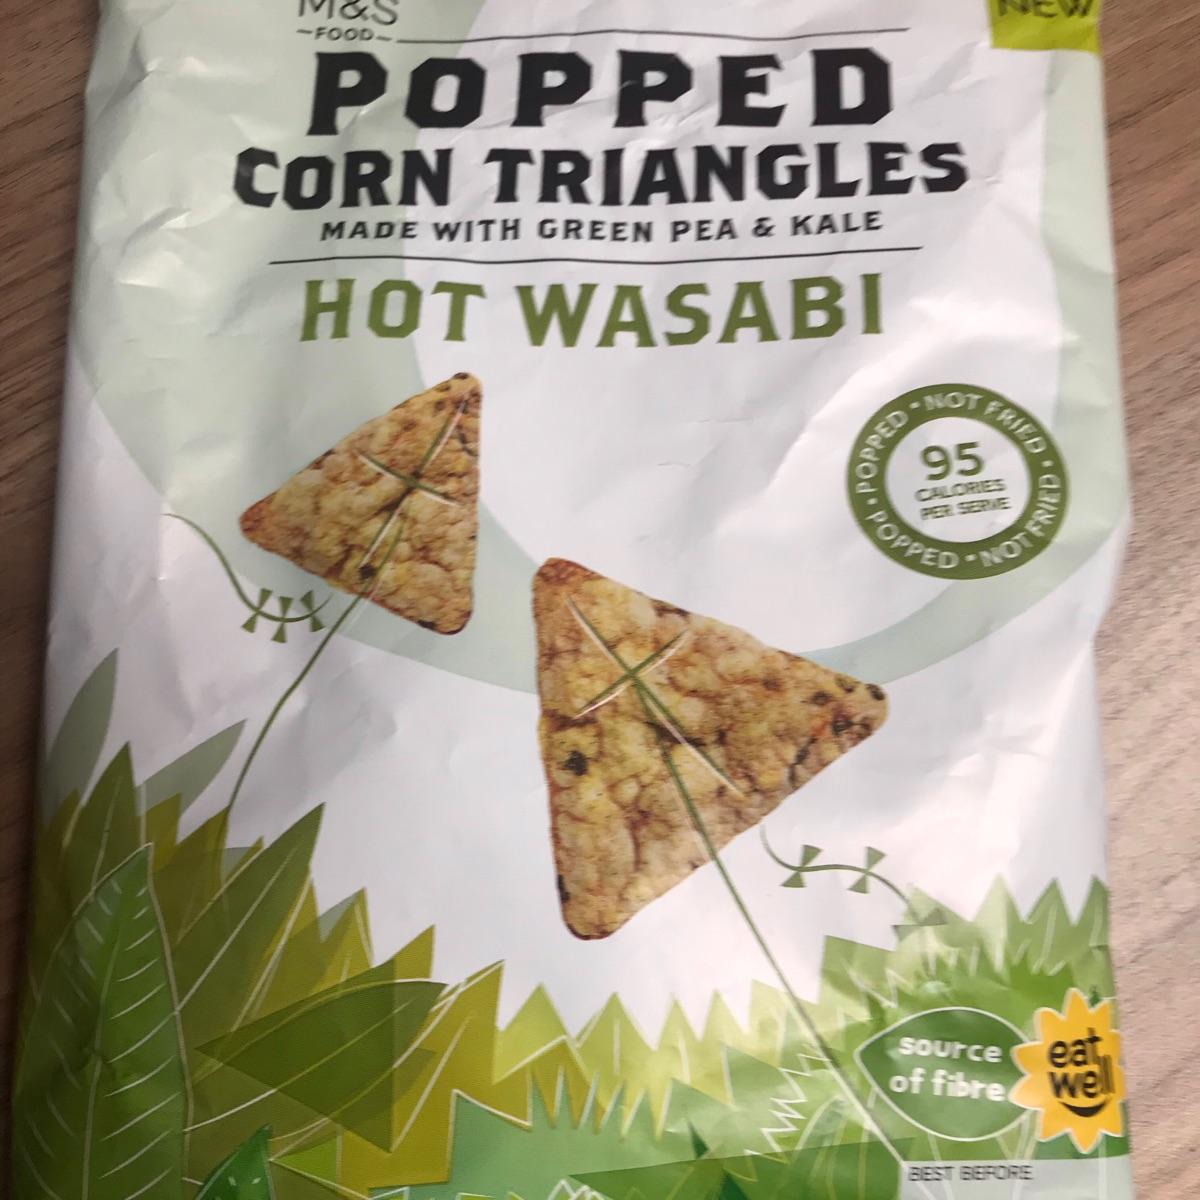 M&S
~FOOD~
NEW
POPPED
CORN TRIANGLES
MADE WITH GREEN PEA & KALE
HOT WASABI
POPPED • NOT FRIED • POPPED • NOT FRIED •
95
CALORIES
PER SERVE
source
of fibre
eat
well
BEST BEFORE